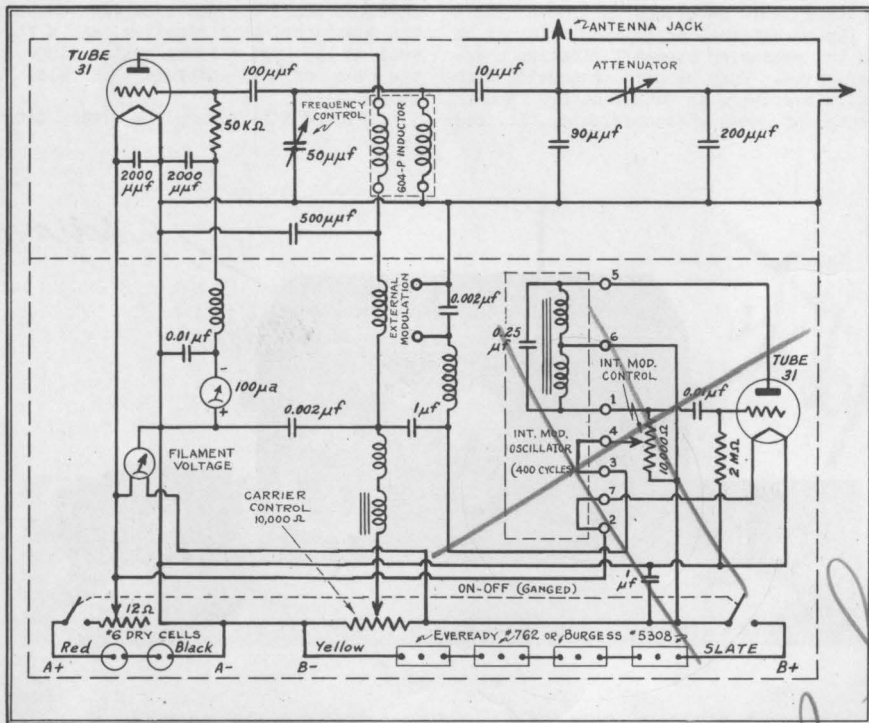 ANTENNA JACK
TUBE
31
100μμf
10μμf
ATTENUATOR
FREQUENCY
CONTROL
50μμf
604-P INDUCTOR
50KΩ
90μμf
200μμf
2000
μμf
2000
μμf
500μμf
EXTERNAL
MODULATION
0.002μf
5
0.25
μf
6
INT. MOD.
CONTROL
TUBE
31
0.01μf
0.01μf
100μa
-
+
1
4
3
7
2
INT. MOD.
OSCILLATOR
(400 CYCLES)
10,000Ω
2 MΩ
0.002μf
1μf
FILAMENT
VOLTAGE
CARRIER
CONTROL
10,000 Ω
ON-OFF (GANGED)
1
μf
12Ω
#6 DRY CELLS
Red
Black
Yellow
EVEREADY #762 OR BURGESS #5308
SLATE
A+
A-
B-
B+